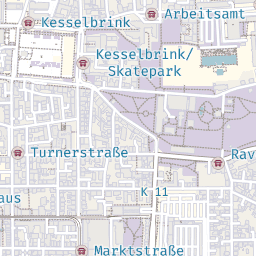 Arbeitsamt
Kesselbrink
Kesselbrink/
Skatepark
Turnerstraße
Rav
K 11
aus
Marktstraße